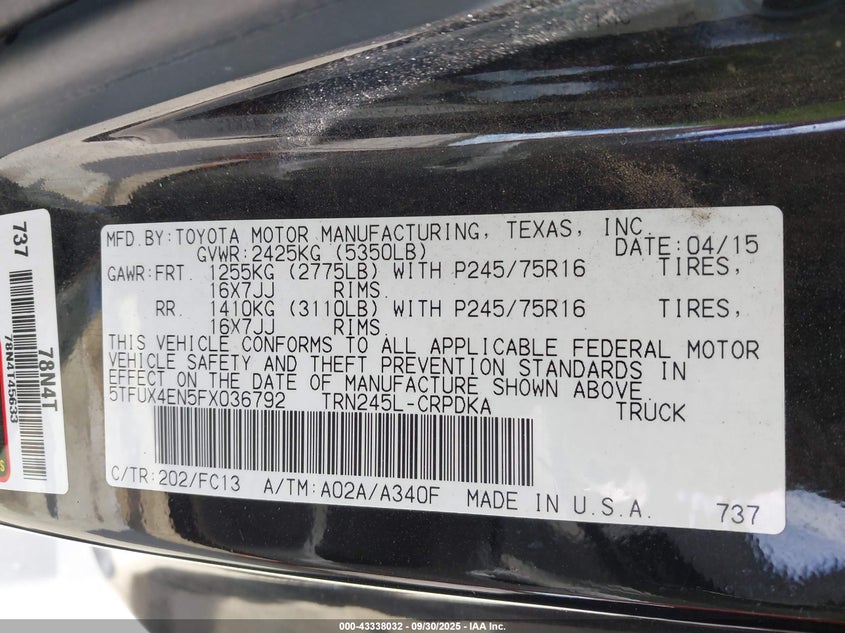 MFD.BY:TOYOTA MOTOR MANUFACTURING, TEXAS, INC.
GVWR:2425KG (5350LB) DATE:04/15
GAWR:FRT. 1255KG (2775LB) WITH P245/75R16 TIRES,
16X7JJ RIMS.
RR. 1410KG (3110LB) WITH P245/75R16 TIRES,
16X7JJ RIMS.
THIS VEHICLE CONFORMS TO ALL APPLICABLE FEDERAL MOTOR
VEHICLE SAFETY AND THEFT PREVENTION STANDARDS IN
EFFECT ON THE DATE OF MANUFACTURE SHOWN ABOVE.
5TFUX4EN5FX036792 TRN245L-CRPDKA TRUCK
C/TR:202/FC13 A/TM:A02A/A340F MADE IN U.S.A. 737
737
78N4T
78N4T45633
000-43338032 - 09/30/2025 - IAA Inc.